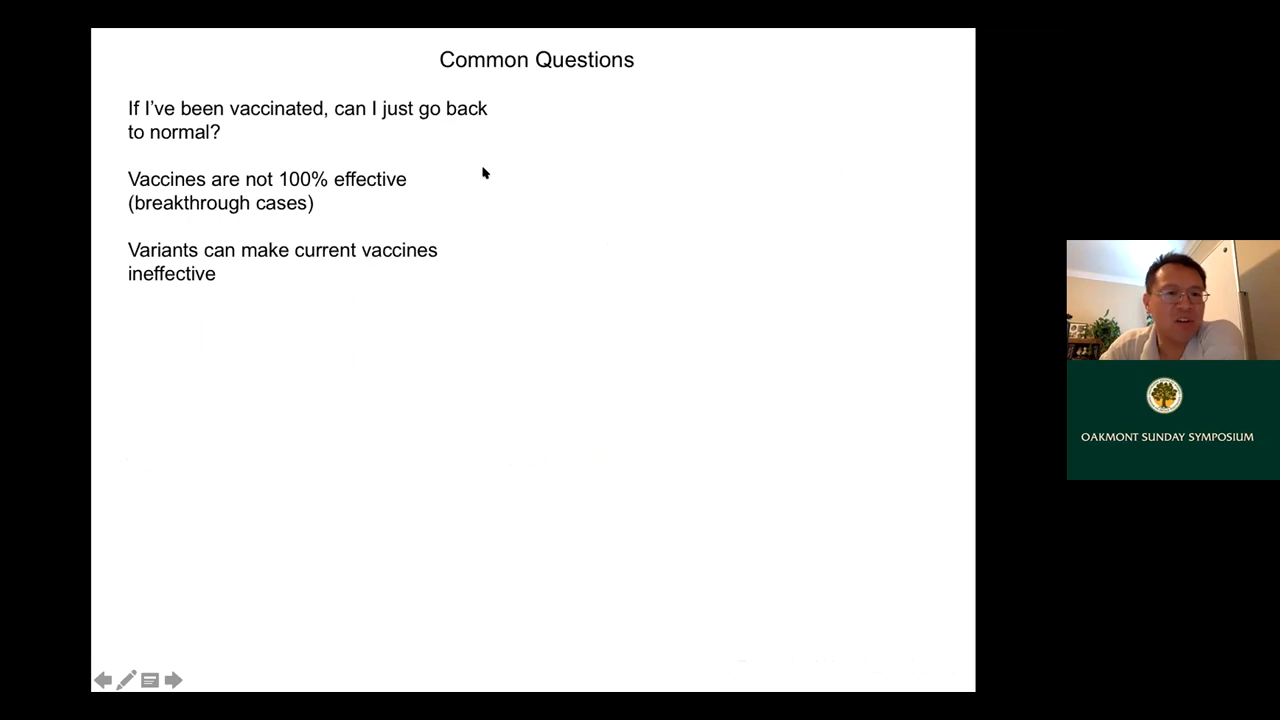 Common Questions
If I've been vaccinated, can I just go back
to normal?
Vaccines are not 100% effective
(breakthrough cases)
Variants can make current vaccines
ineffective
OAKMONT SUNDAY SYMPOSIUM